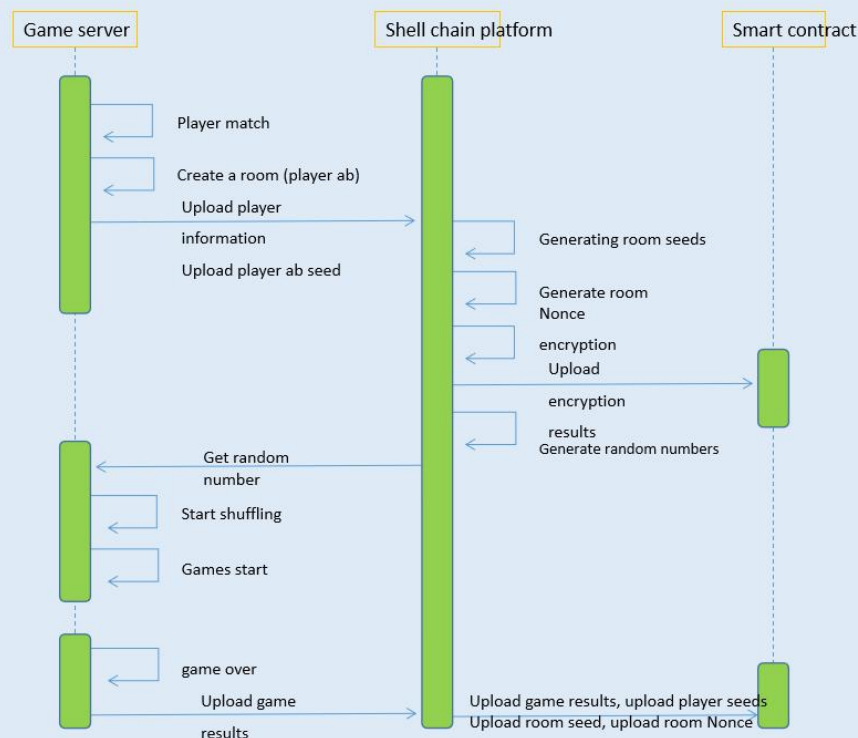 Game server
Shell chain platform
Smart contract
Player match
Create a room (player ab)
Upload player
information
Upload player ab seed
Generating room seeds
Generate room
Nonce
encryption
Upload
encryption
results
Generate random numbers
Get random
number
Start shuffling
Games start
game over
Upload game
results
Upload game results, upload player seeds
Upload room seed, upload room Nonce